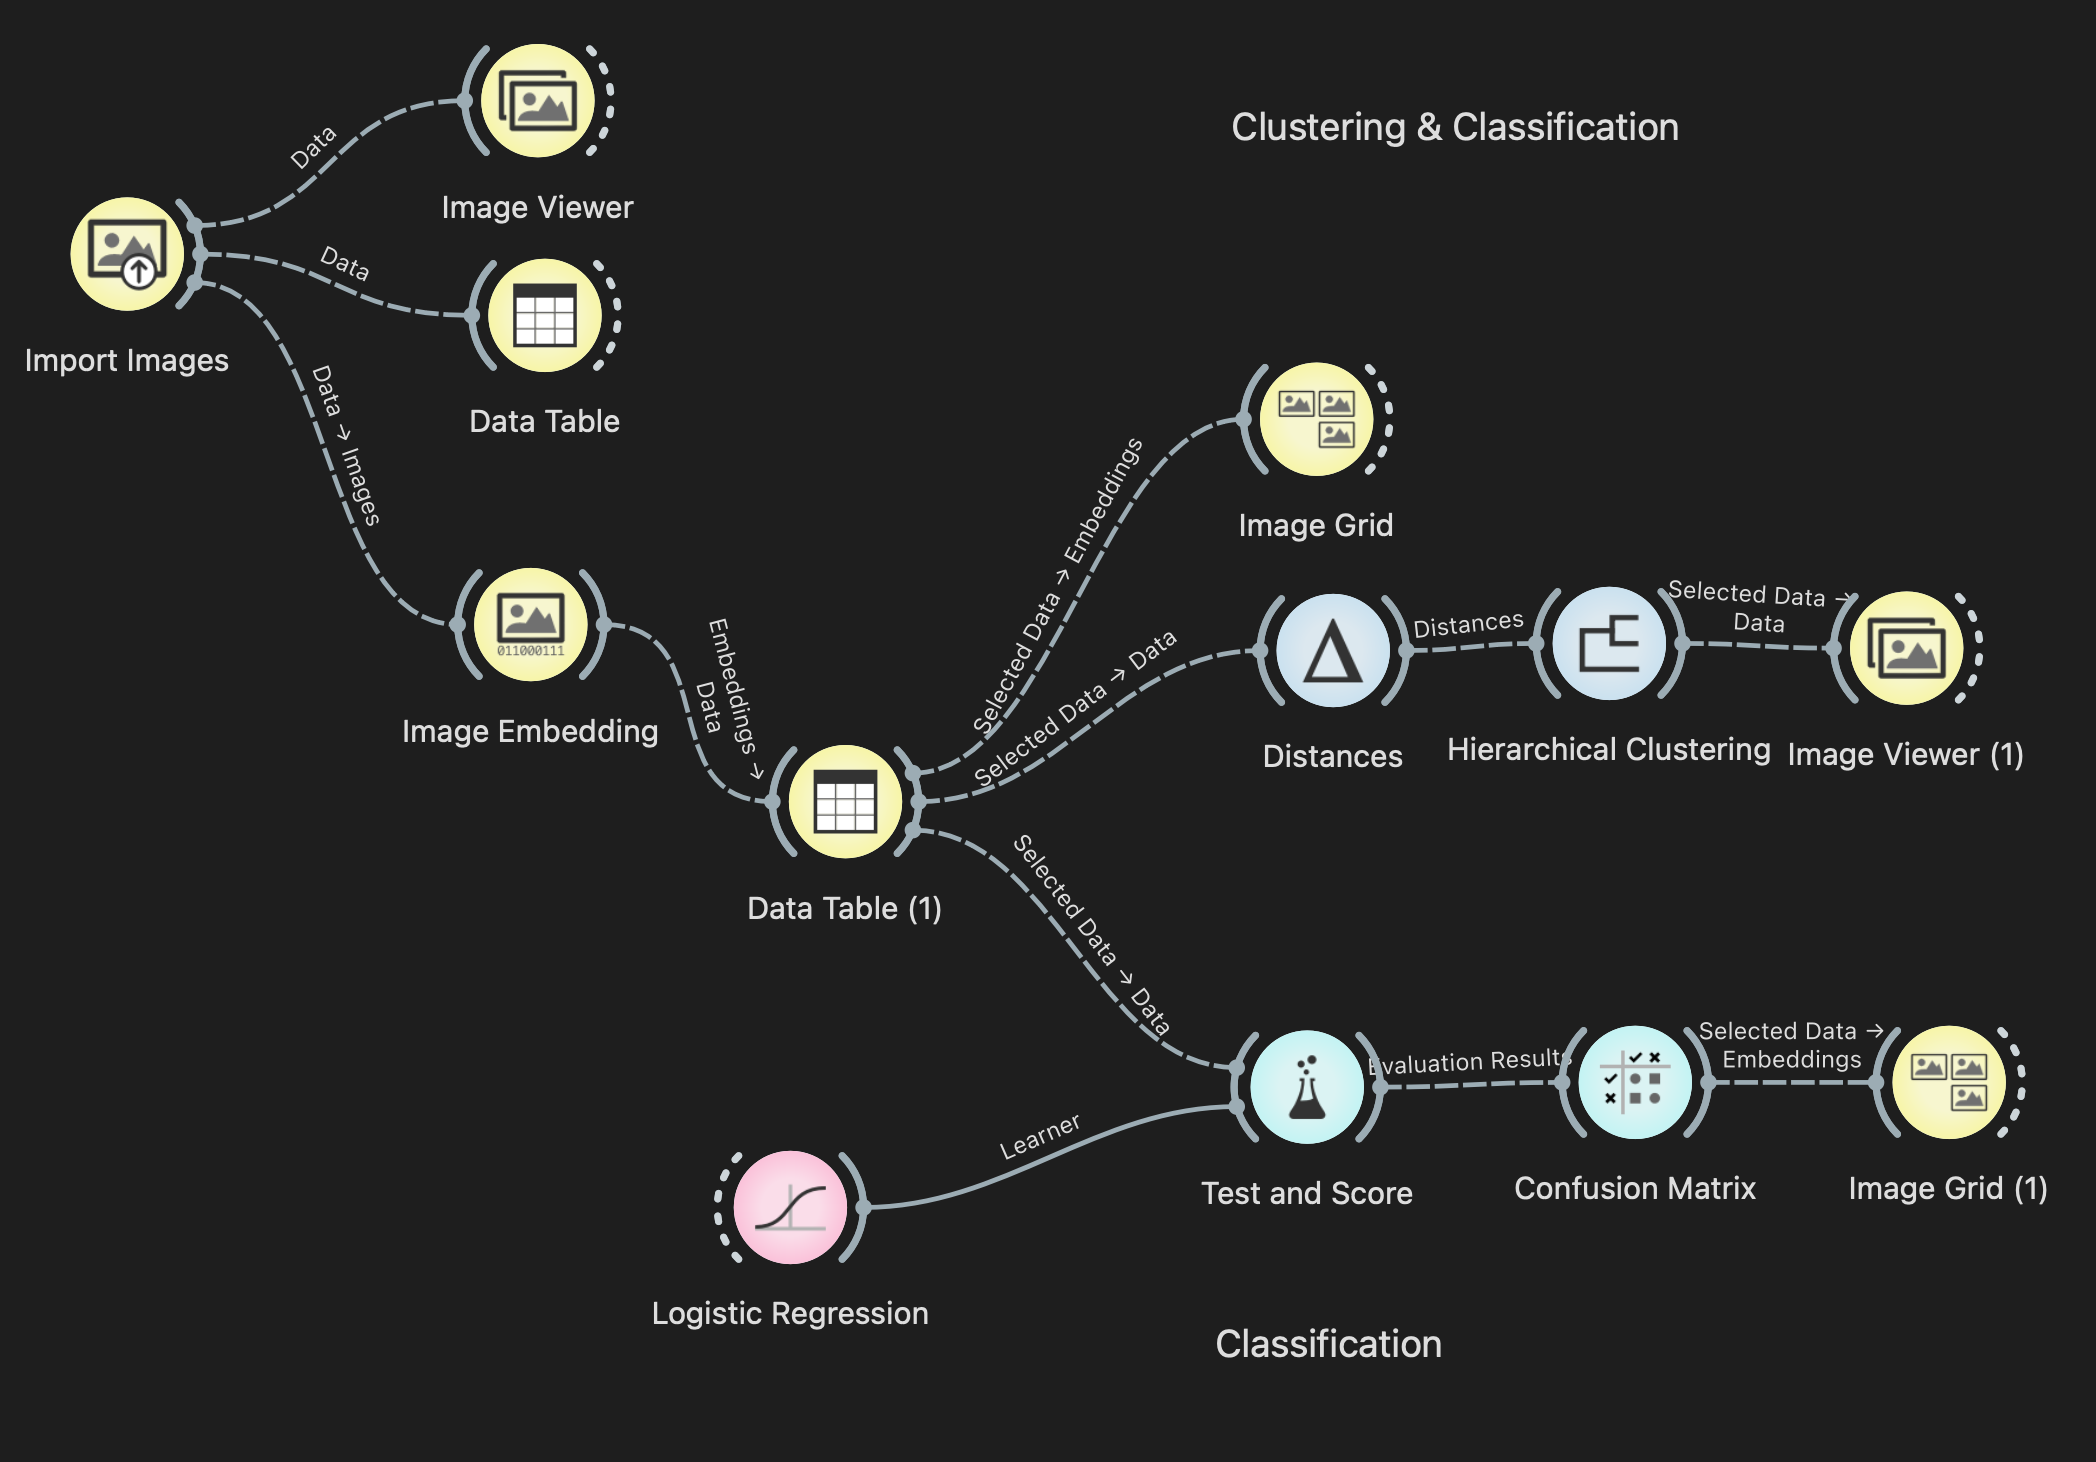 Data
Image Viewer
Clustering & Classification
Data
Import Images
Data Table
Data → Images
Selected Data → Embeddings
Image Grid
011000111
Image Embedding
Embeddings →
Data
Selected Data → Data
Distances
Distances
Hierarchical Clustering
Selected Data →
Data
Image Viewer (1)
Data Table (1)
Selected Data → Data
Learner
Logistic Regression
Test and Score
Evaluation Results
Confusion Matrix
Selected Data →
Embeddings
Image Grid (1)
Classification